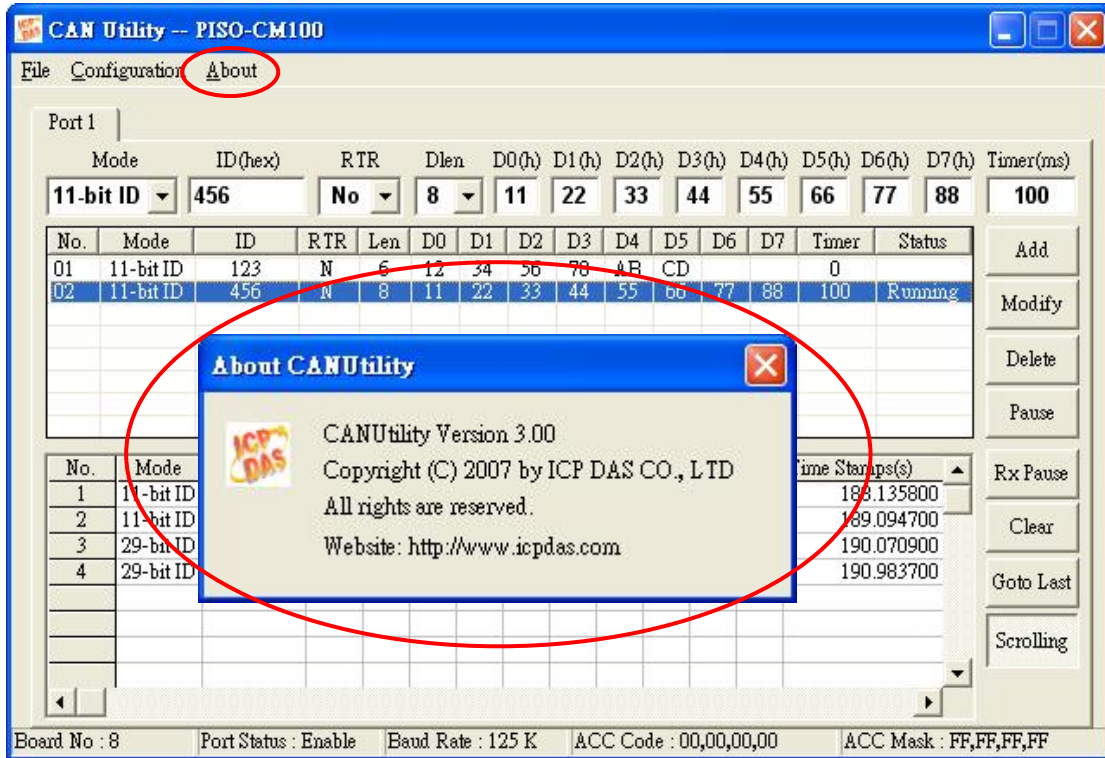 CAN Utility -- PISO-CM100
File Configuration About
Port 1
Mode ID(hex) RTR Dlen D0(h) D1(h) D2(h) D3(h) D4(h) D5(h) D6(h) D7(h) Timer(ms)
11-bit ID 456 No 8 11 22 33 44 55 66 77 88 100
No. Mode ID RTR Len D0 D1 D2 D3 D4 D5 D6 D7 Timer Status
01 11-bit ID 123 N 6 12 34 56 78 AB CD 0
02 11-bit ID 456 N 8 11 22 33 44 55 66 77 88 100 Running
Add
Modify
Delete
Pause
About CANUtility
ICP DAS
CANUtility Version 3.00
Copyright (C) 2007 by ICP DAS CO., LTD
All rights are reserved.
Website: http://www.icpdas.com
No. Mode Time Stamps(s)
1 11-bit ID 188.135800
2 11-bit ID 189.094700
3 29-bit ID 190.070900
4 29-bit ID 190.983700
Rx Pause
Clear
Goto Last
Scrolling
Board No : 8 Port Status : Enable Baud Rate : 125 K ACC Code : 00,00,00,00 ACC Mask : FF,FF,FF,FF